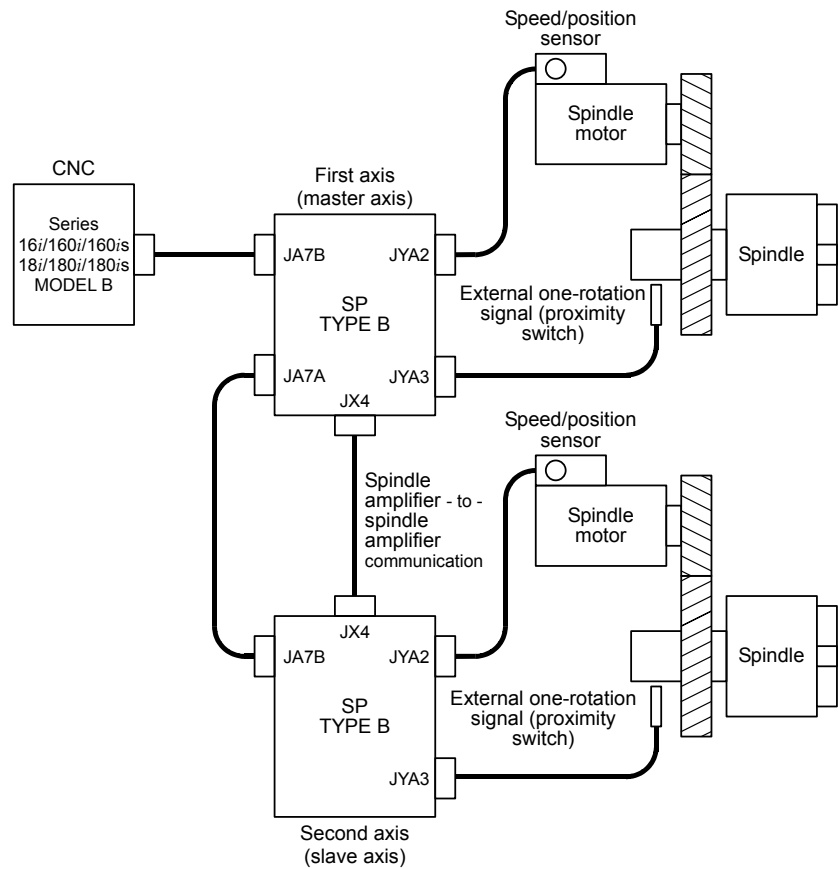 Speed/position
sensor
Spindle
motor
CNC
Series
16i/160i/160is
18i/180i/180is
MODEL B
First axis
(master axis)
JA7B
JYA2
SP
TYPE B
JA7A
JYA3
JX4
External one-rotation
signal (proximity
switch)
Spindle
Spindle
amplifier - to -
spindle
amplifier
communication
Speed/position
sensor
Spindle
motor
JX4
JA7B
JYA2
SP
TYPE B
JYA3
External one-rotation
signal (proximity
switch)
Spindle
Second axis
(slave axis)